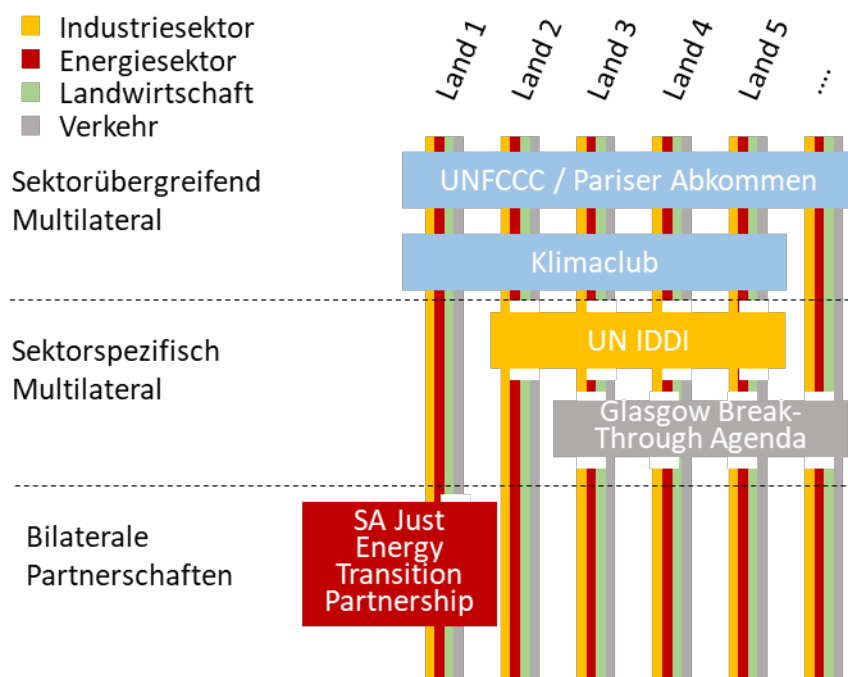 Industriesektor
Energiesektor
Landwirtschaft
Verkehr
Land 1
Land 2
Land 3
Land 4
Land 5
....
Sektorübergreifend
Multilateral
UNFCCC / Pariser Abkommen
Klimaclub
Sektorspezifisch
Multilateral
UN IDDI
Glasgow Break-
Through Agenda
Bilaterale
Partnerschaften
SA Just
Energy
Transition
Partnership